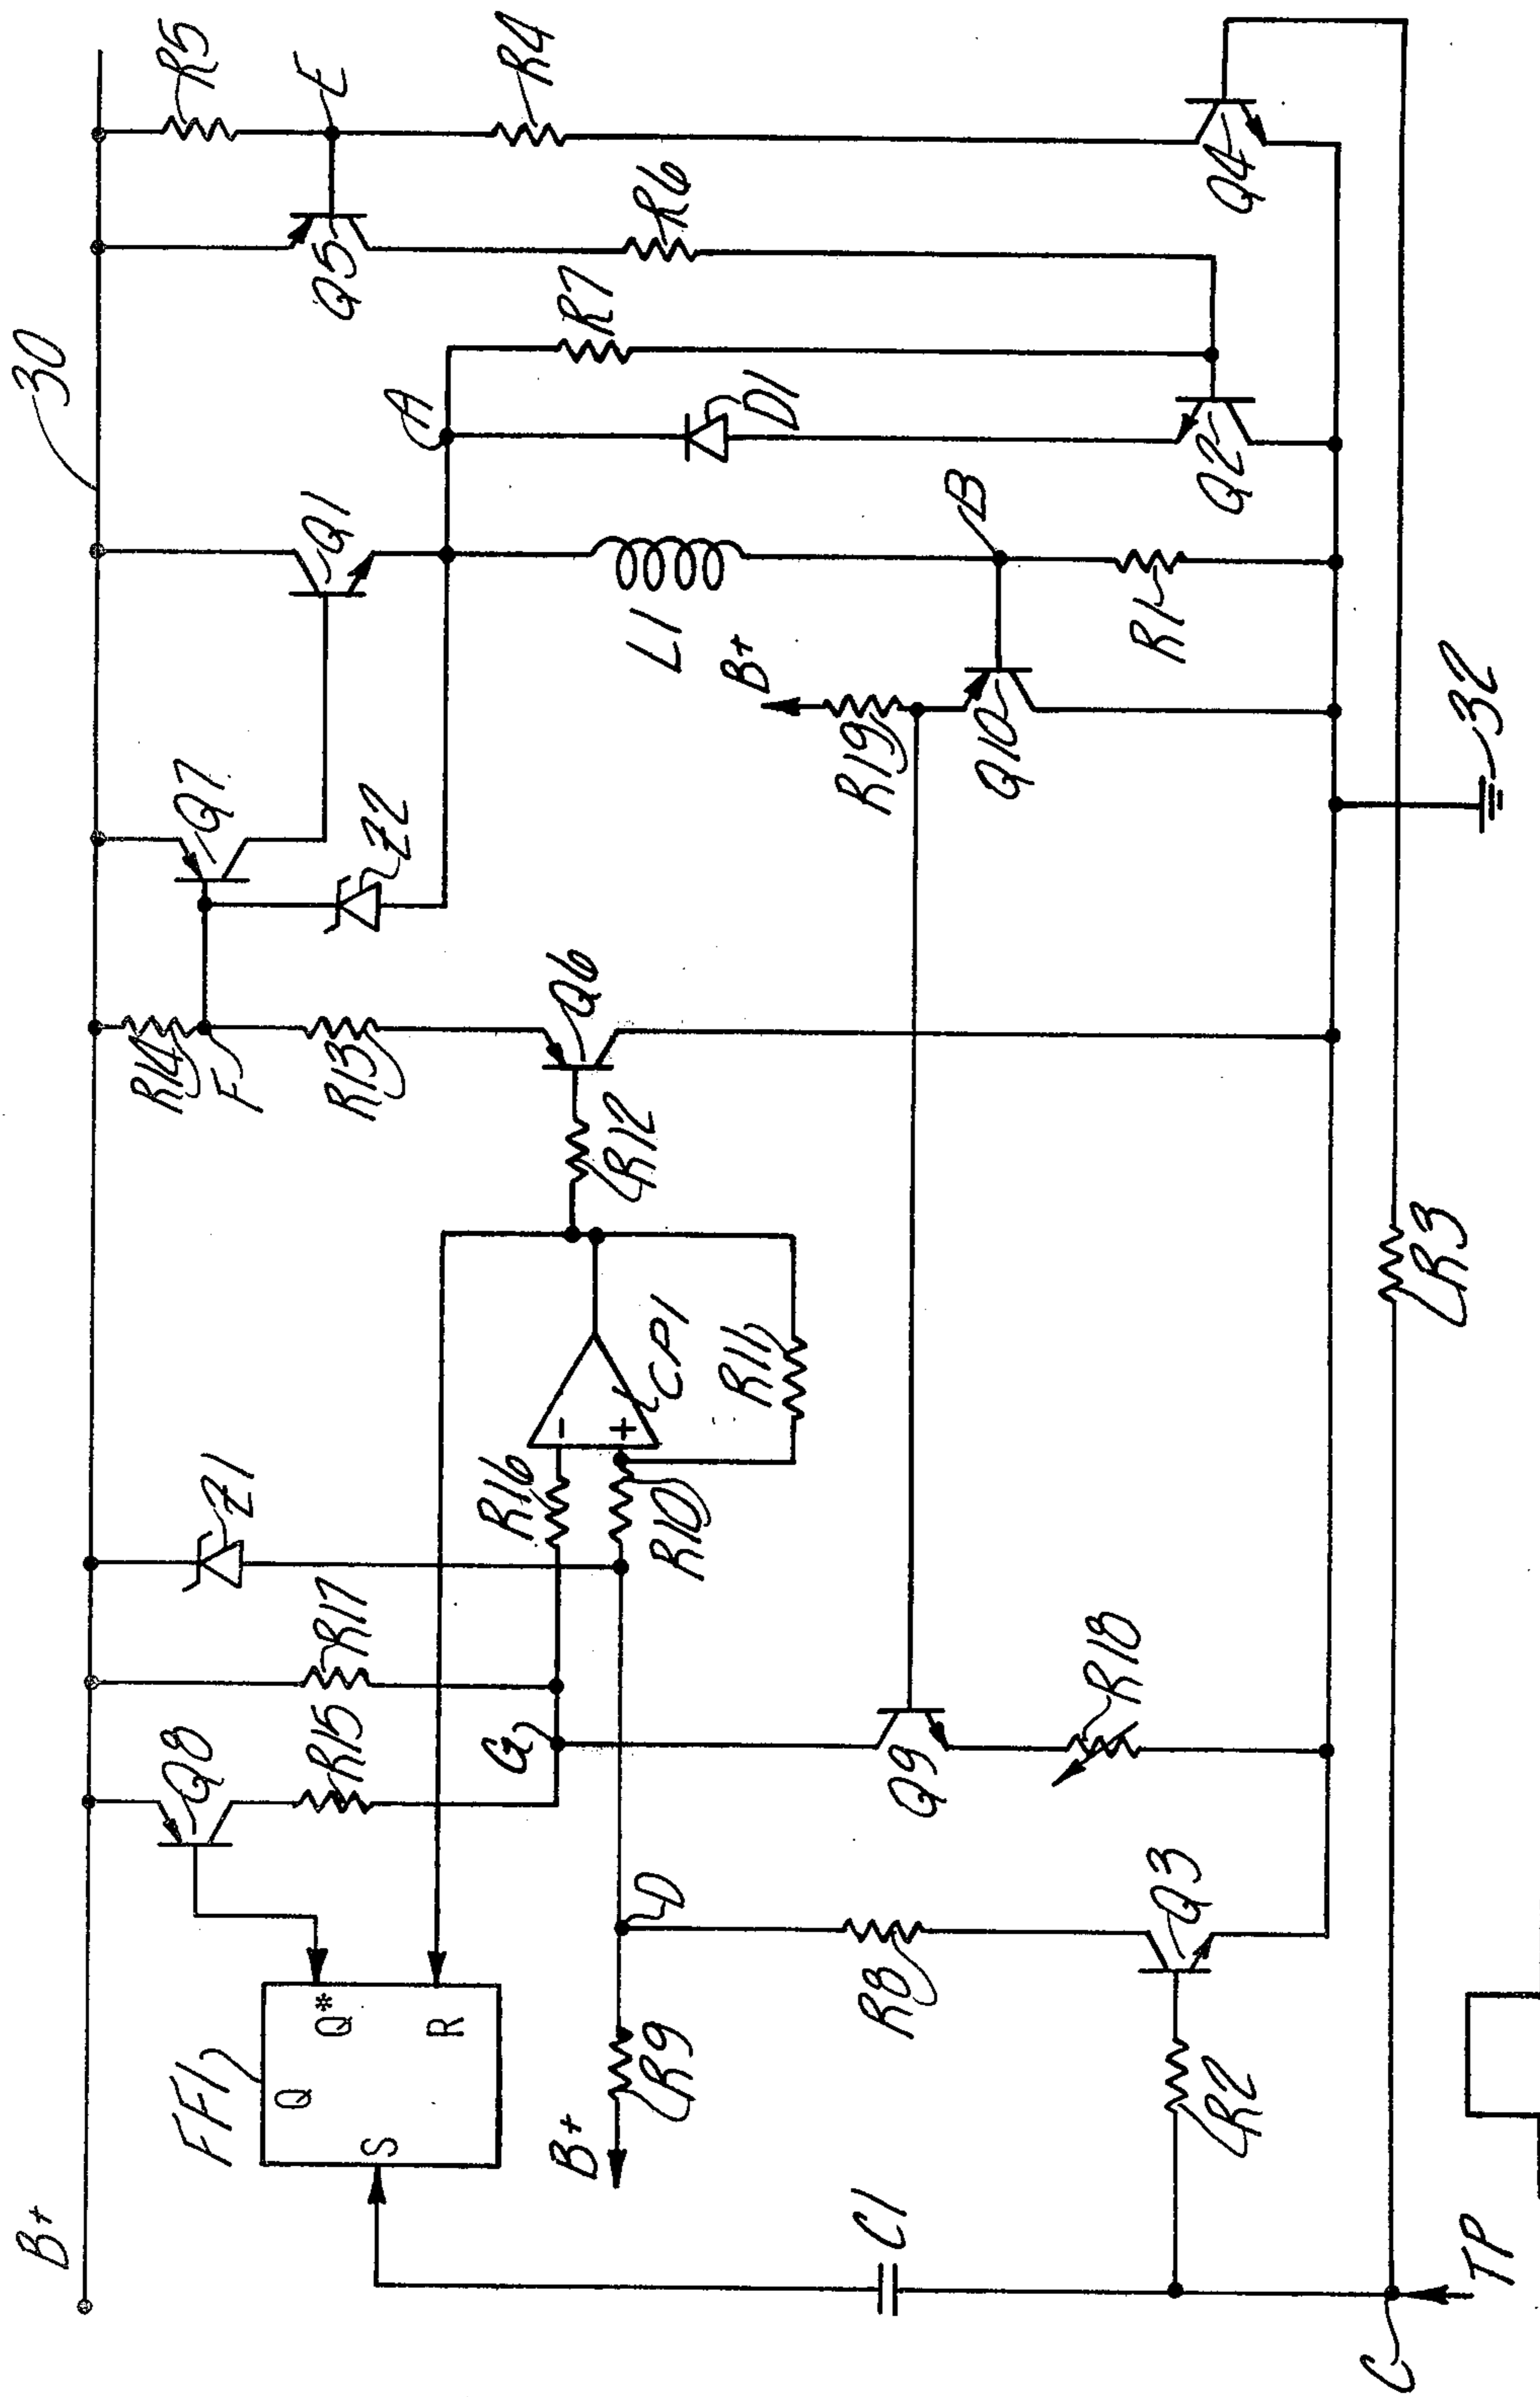 B+
30
R5
E
R4
Q5
R6
R7
A
D1
Q4
Q2
Q1
L1
B
R1
B+
R19
Q10
32
Q7
Z2
R14
F
R13
Q6
R12
CP1
-
+
R11
R16
R10
Z1
R17
R15
Q8
G
Q9
R18
R3
FF1
Q
Q*
S
R
D
B+
R9
R8
Q3
R2
C1
TP
C